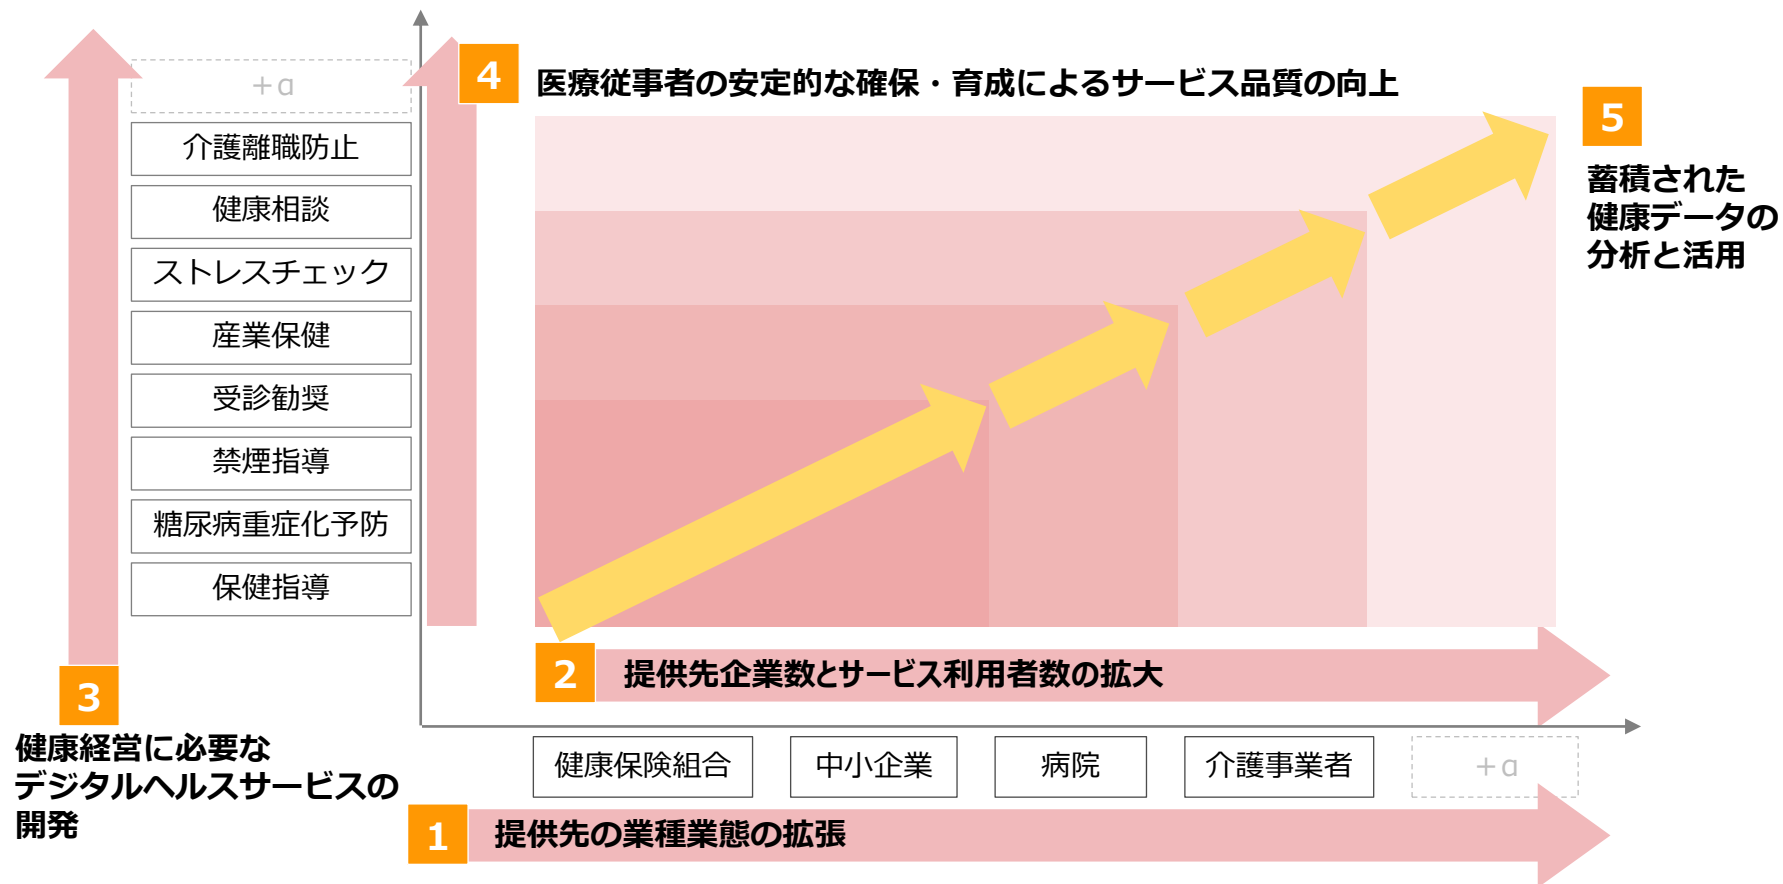 4
医療従事者の安定的な確保・育成によるサービス品質の向上
5
蓄積された
健康データの
分析と活用
+α
介護離職防止
健康相談
ストレスチェック
産業保健
受診勧奨
禁煙指導
糖尿病重症化予防
保健指導
3
健康経営に必要な
デジタルヘルスサービスの
開発
2
提供先企業数とサービス利用者数の拡大
健康保険組合
中小企業
病院
介護事業者
+α
1
提供先の業種業態の拡張